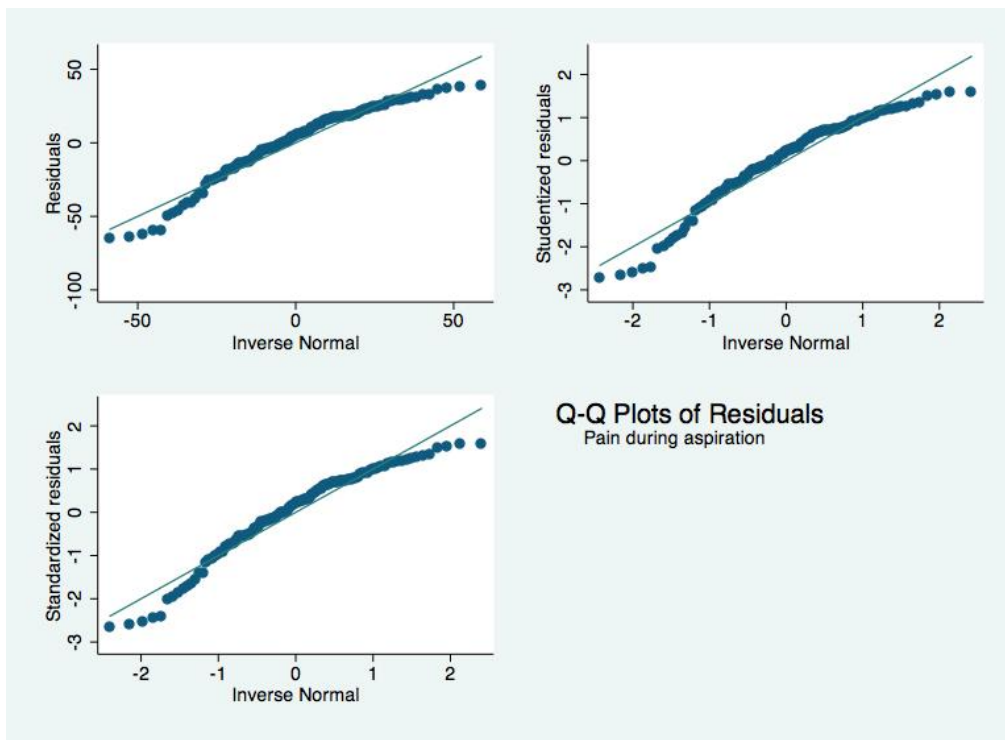 50
0
-50
-100
Residuals
-50 0 50
Inverse Normal
2
1
0
-1
-2
-3
Studentized residuals
-2 -1 0 1 2
Inverse Normal
2
1
0
-1
-2
-3
Standardized residuals
-2 -1 0 1 2
Inverse Normal
Q-Q Plots of Residuals
Pain during aspiration